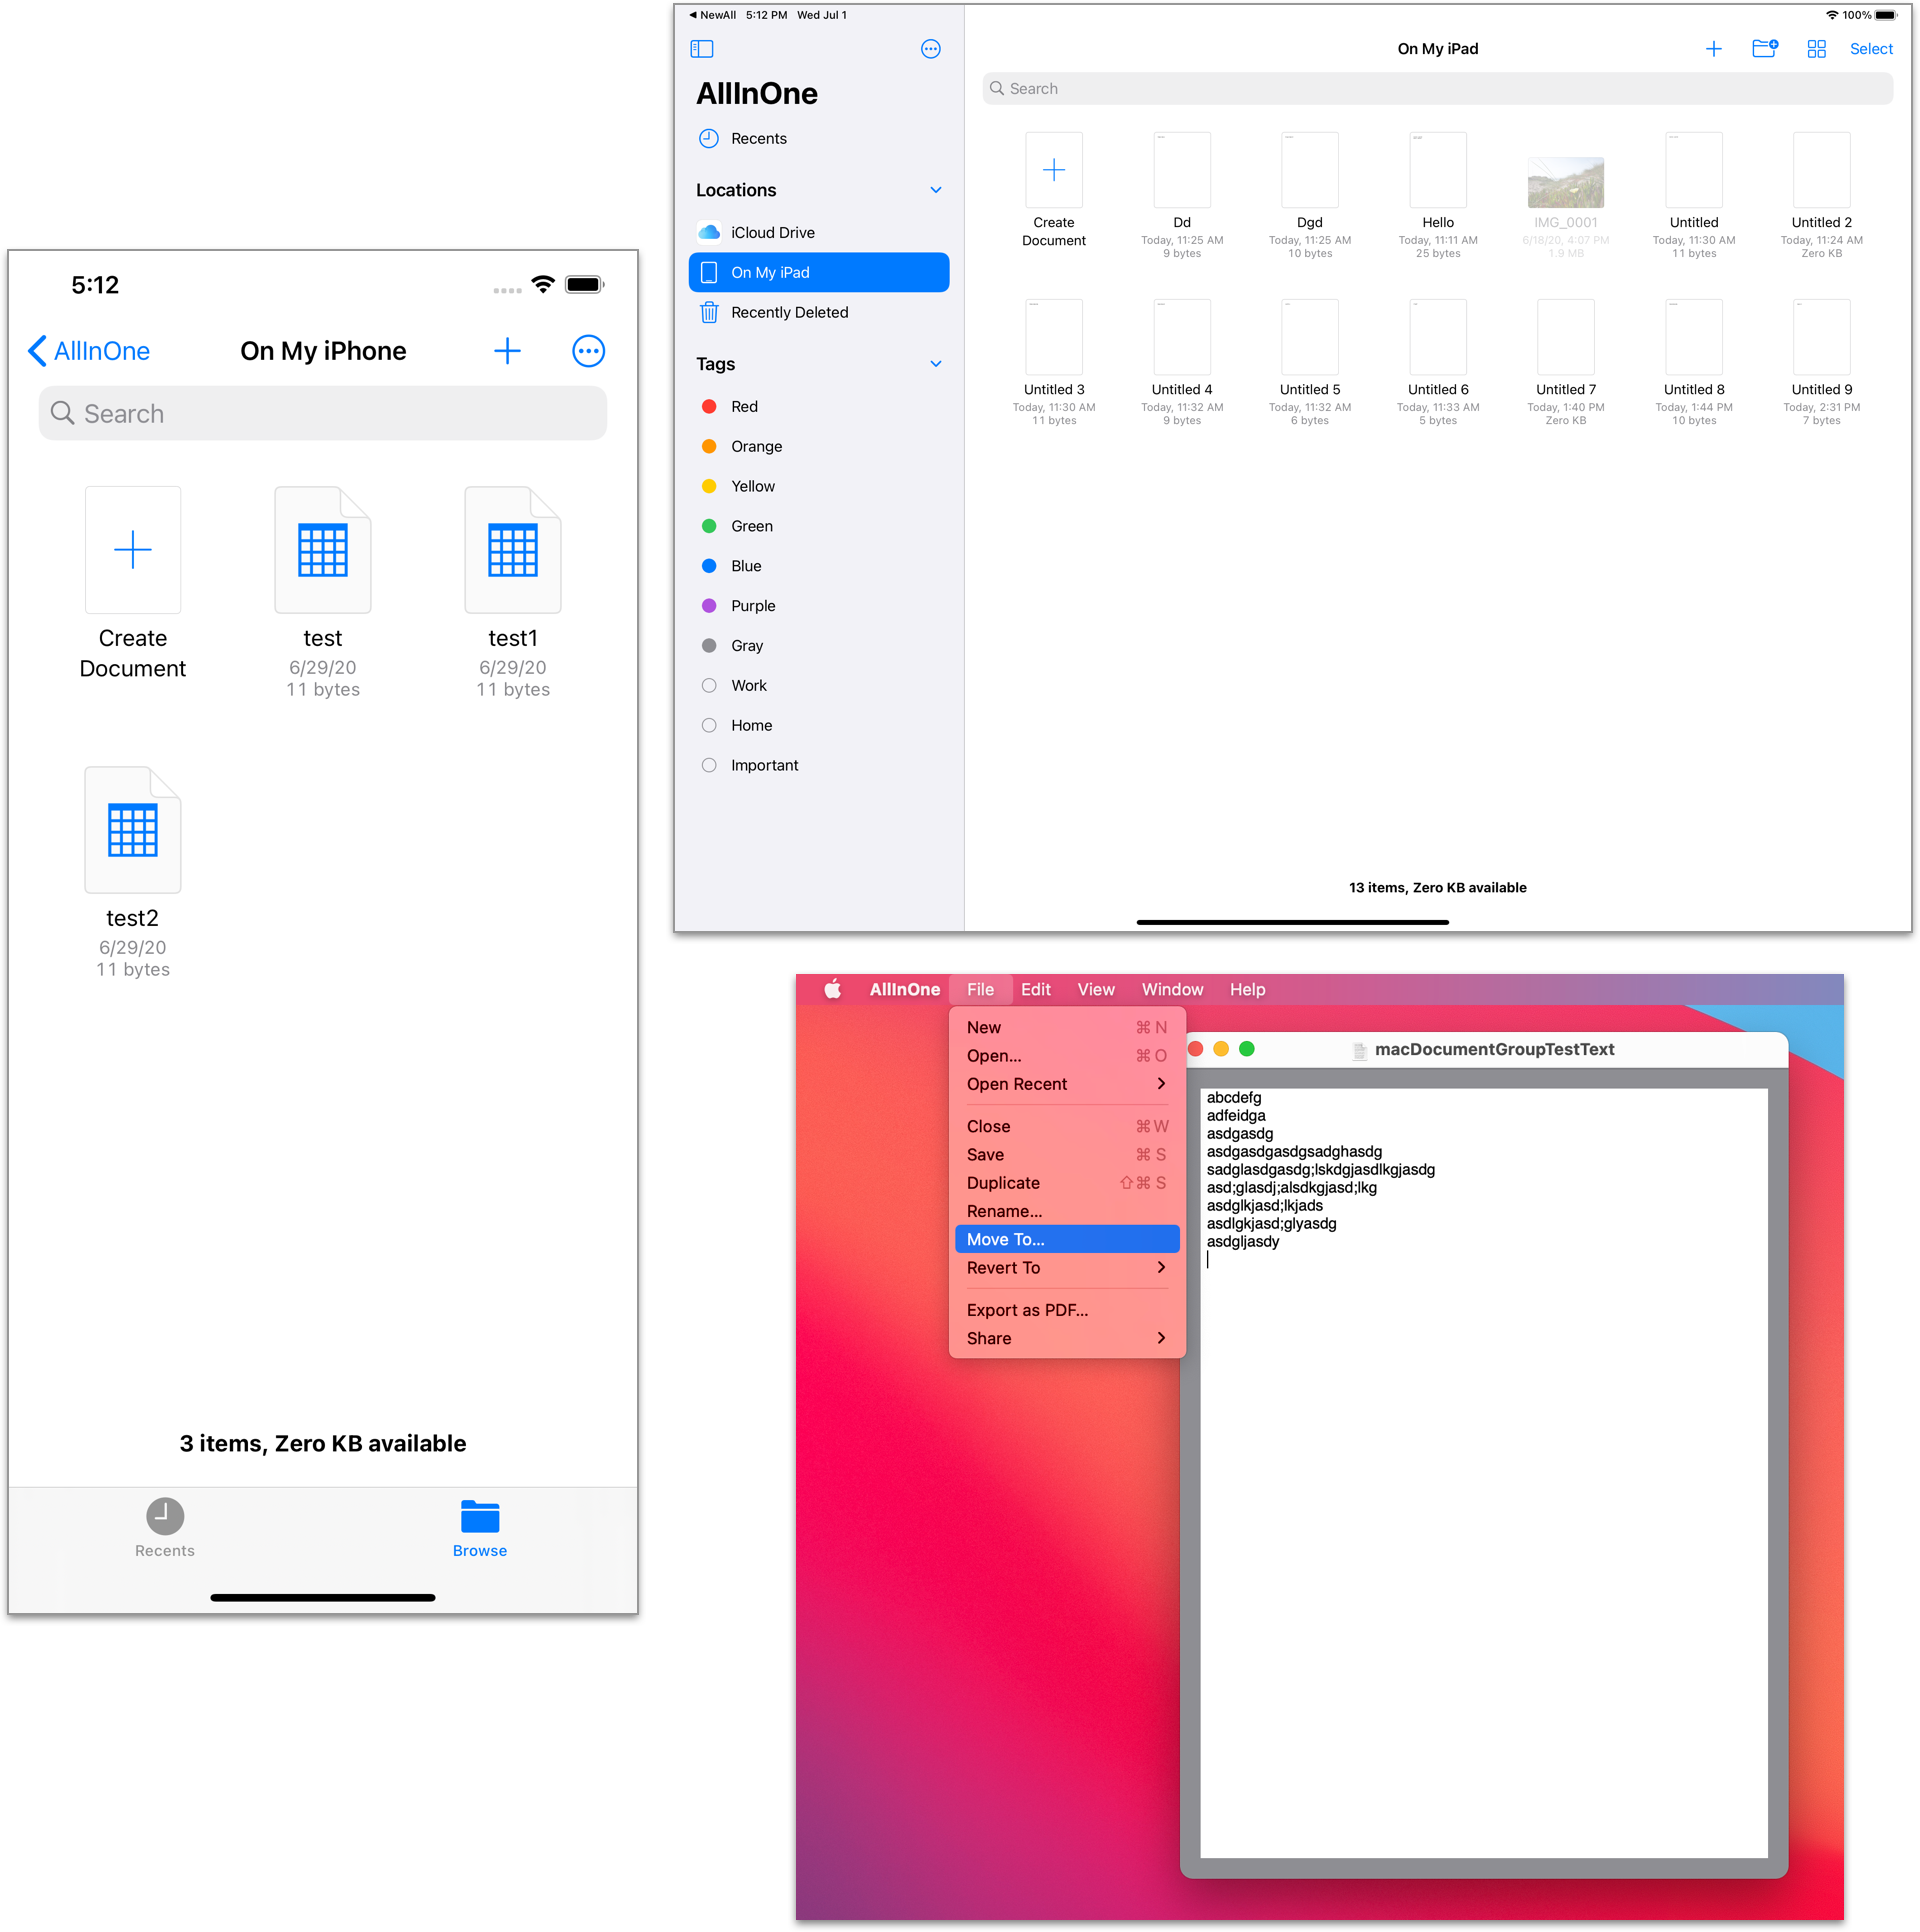 5:12
AllInOne
On My iPhone
Search
Create
Document
test
6/29/20
11 bytes
test1
6/29/20
11 bytes
test2
6/29/20
11 bytes
3 items, Zero KB available
Recents
Browse
NewAll 5:12 PM Wed Jul 1
100%
AllInOne
Recents
Locations
iCloud Drive
On My iPad
Recently Deleted
Tags
Red
Orange
Yellow
Green
Blue
Purple
Gray
Work
Home
Important
On My iPad
Select
Search
Create
Document
Dd
Today, 11:25 AM
9 bytes
Dgd
Today, 11:25 AM
10 bytes
Hello
Today, 11:11 AM
25 bytes
IMG_0001
6/18/20, 4:07 PM
1.9 MB
Untitled
Today, 11:30 AM
11 bytes
Untitled 2
Today, 11:24 AM
Zero KB
Untitled 3
Today, 11:30 AM
11 bytes
Untitled 4
Today, 11:32 AM
9 bytes
Untitled 5
Today, 11:32 AM
6 bytes
Untitled 6
Today, 11:33 AM
5 bytes
Untitled 7
Today, 1:40 PM
Zero KB
Untitled 8
Today, 1:44 PM
10 bytes
Untitled 9
Today, 2:31 PM
7 bytes
13 items, Zero KB available
AllInOne File Edit View Window Help
New ⌘ N
Open... ⌘ O
Open Recent
Close ⌘ W
Save ⌘ S
Duplicate ⇧⌘ S
Rename...
Move To...
Revert To
Export as PDF...
Share
macDocumentGroupTestText
abcdefg
adfeidga
asdgasdg
asdgasdgasdgsadghasdg
sadglasdgasdg;lskdgjasdlkgjasdg
asd;glasdj;alsdkgjasd;lkg
asdglkjasd;lkjads
asdlgkjasd;glyasdg
asdgljasdy